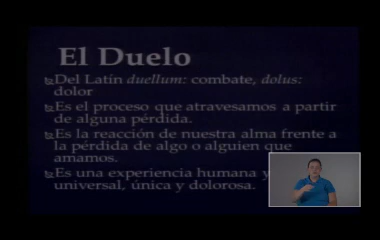 El Duelo
Del Latín duellum: combate, dolus:
dolor
Es el proceso que atravesamos a partir
de alguna pérdida.
Es la reacción de nuestra alma frente a
la pérdida de algo o alguien que
amamos.
Es una experiencia humana y
universal, única y dolorosa.